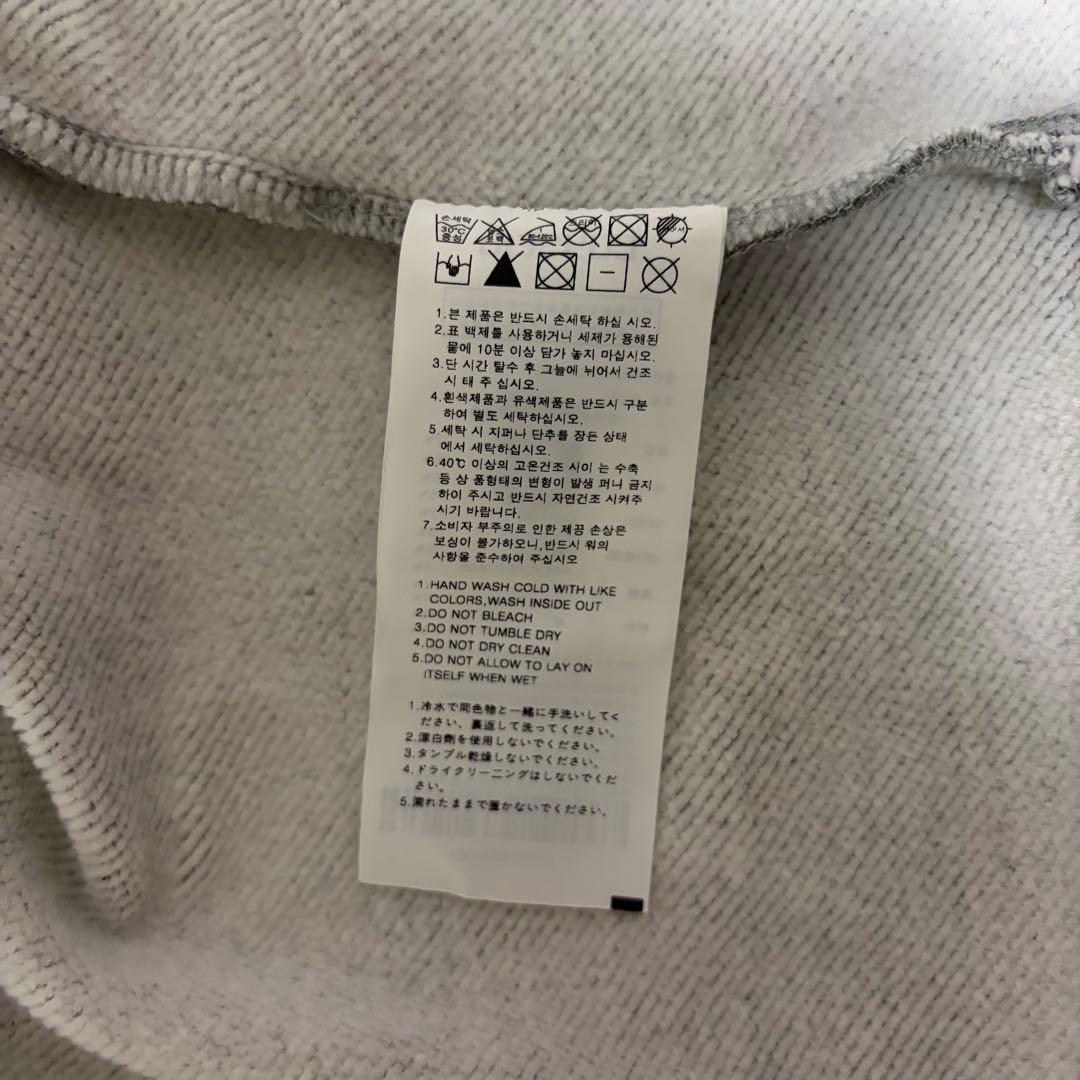 손세탁
30℃
중성
표백
80~120℃
드라이
1.본 제품은 반드시 손세탁 하십 시오.
2.표 백제를 사용하거니 세제가 용해된
물에 10분 이상 담가 놓지 마십시오.
3.단 시간 탈수 후 그늘에 뉘어서 건조
시 태 주 십시오.
4.흰색제품과 유색제품은 반드시 구분
하여 별도 세탁하십시오.
5.세탁 시 지퍼나 단추를 장든 상태
에서 세탁하십시오.
6.40℃ 이상의 고온건조 시이 는 수축
등 상 품형태의 변형이 발생 퍼니 금지
하이 주시고 반드시 자연건조 시켜주
시기 바랍니다.
7.소비자 부주의로 인한 제끙 손상은
보심이 불가하오니,반드시 워의
사항을 준수하여 주십시오
1.HAND WASH COLD WITH LIKE
COLORS,WASH INSIDE OUT
2.DO NOT BLEACH
3.DO NOT TUMBLE DRY
4.DO NOT DRY CLEAN
5.DO NOT ALLOW TO LAY ON
ITSELF WHEN WET
1.冷水で同色物と一緒に手洗いしてく
ださい、裏返して洗ってください。
2.漂白劑を使用しないでください。
3.タンブル乾燥しないでください。
4.ドライクリーニングはしないでくだ
さい。
5.濡れたままで置かないでください。